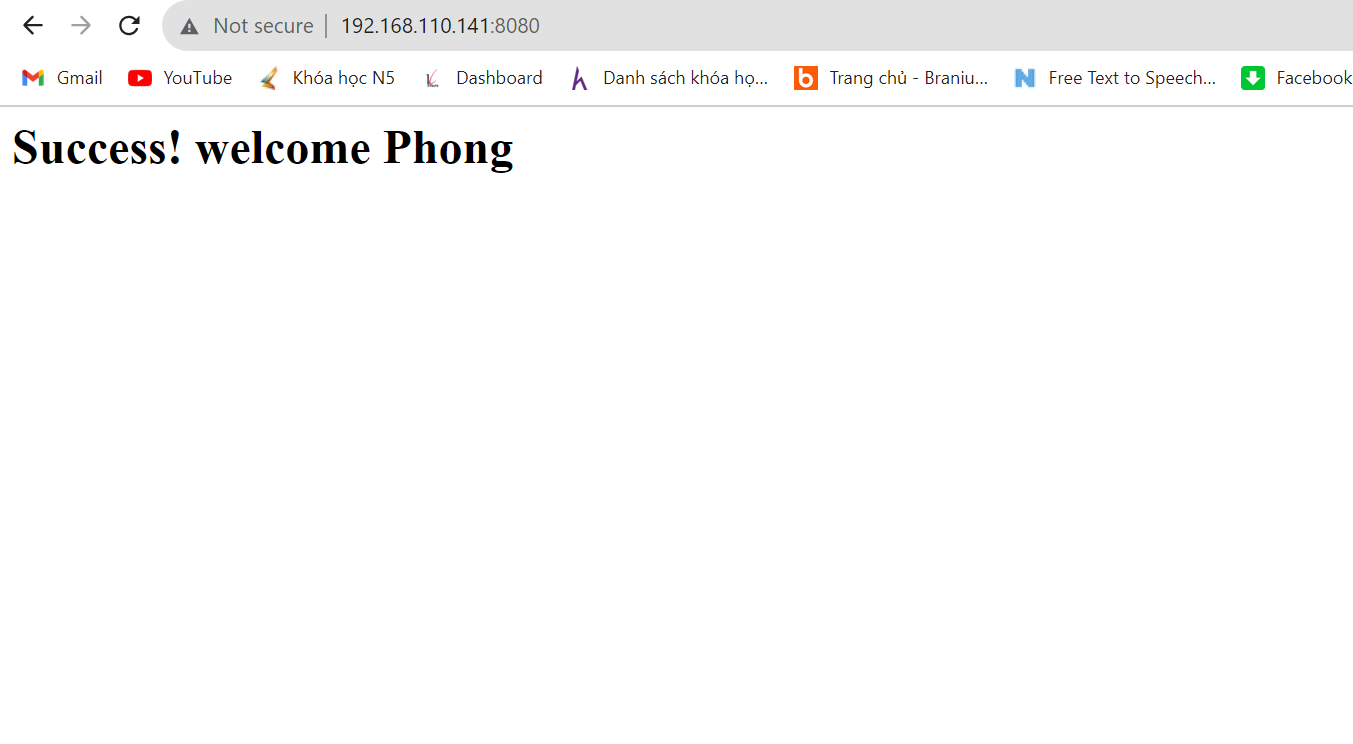 Not secure | 192.168.110.141:8080
Gmail YouTube Khóa học N5 Dashboard Danh sách khóa họ... Trang chủ - Braniu... Free Text to Speech... Facebook
Success! welcome Phong